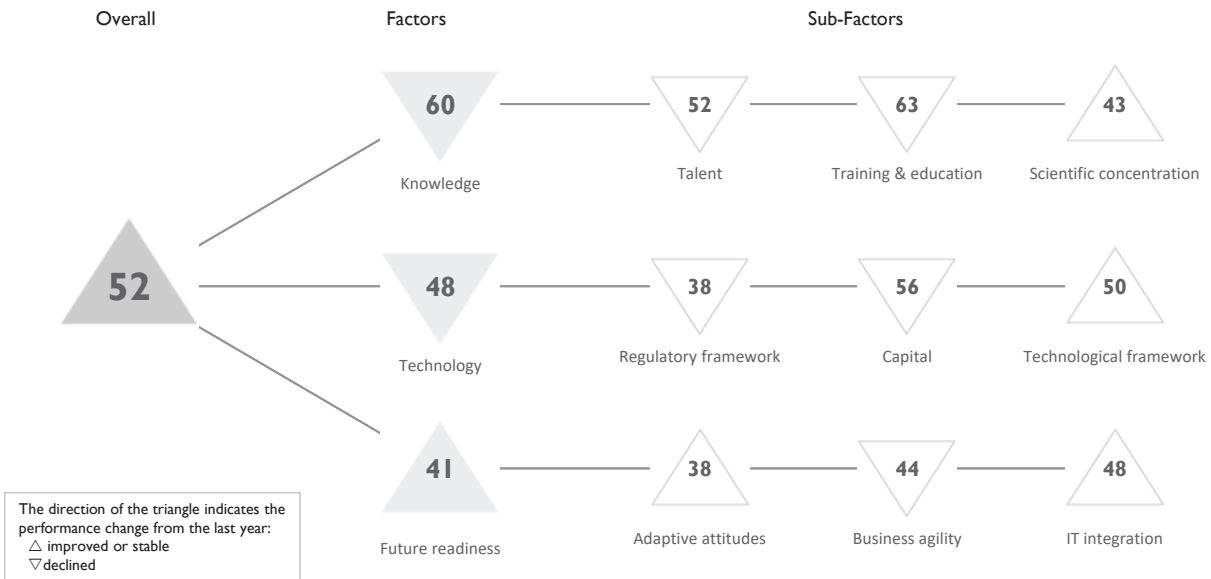 Overall
Factors
Sub-Factors
60
52
63
43
Knowledge
Talent
Training & education
Scientific concentration
52
48
38
56
50
Technology
Regulatory framework
Capital
Technological framework
41
38
44
48
Future readiness
Adaptive attitudes
Business agility
IT integration
The direction of the triangle indicates the
performance change from the last year:
△ improved or stable
▽declined